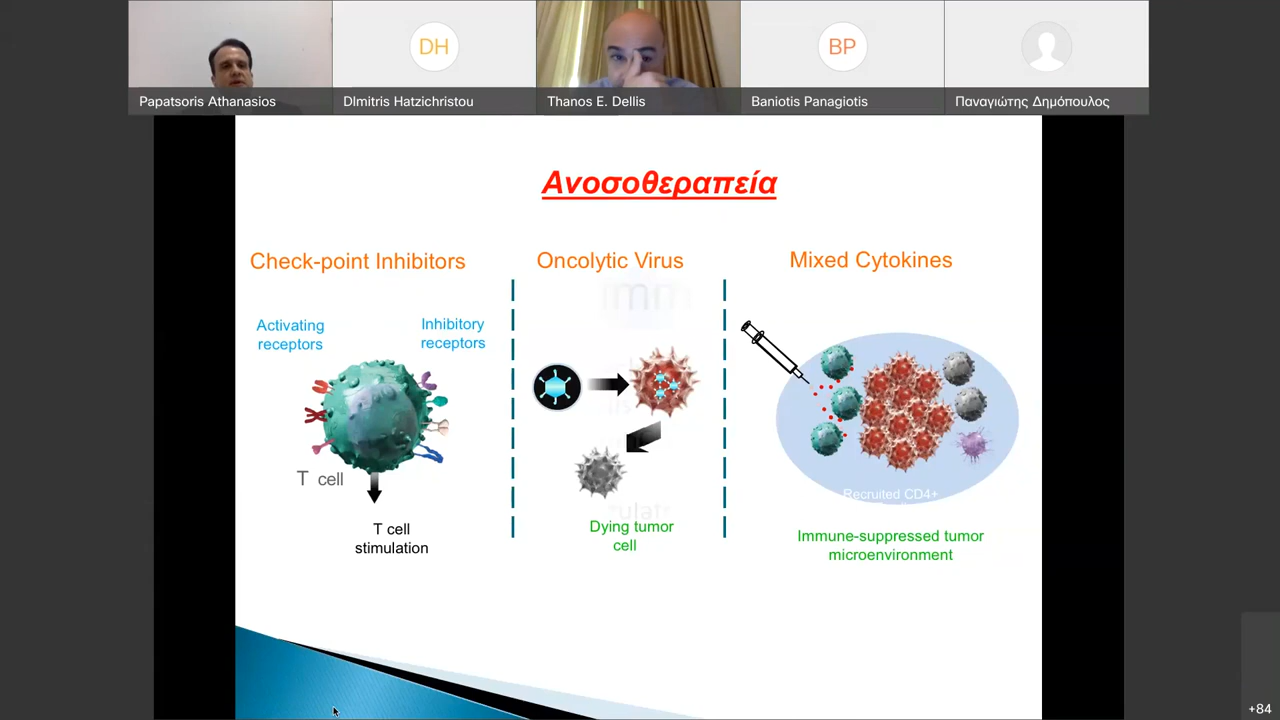 DH
BP
Papatsoris Athanasios
DImitris Hatzichristou
Thanos E. Dellis
Baniotis Panagiotis
Παναγιώτης Δημόπουλος
Ανοσοθεραπεία
Check-point Inhibitors
Oncolytic Virus
Mixed Cytokines
Activating
receptors
Inhibitory
receptors
T cell
T cell
stimulation
Dying tumor
cell
Recruited CD4+
Immune-suppressed tumor
microenvironment
+84